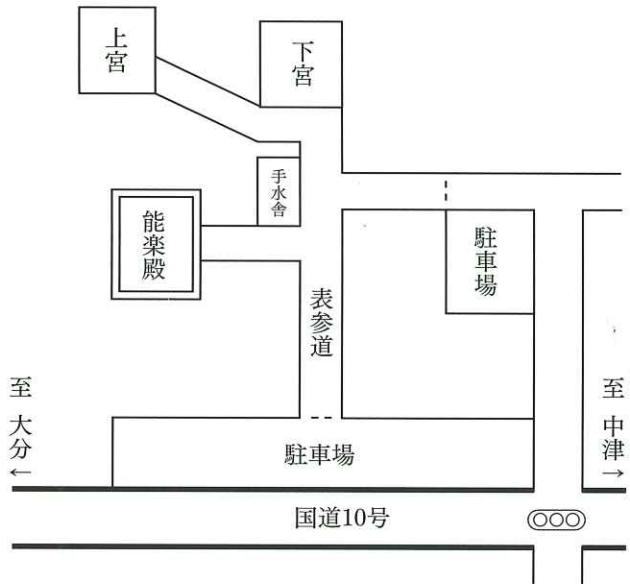 上宮
下宮
手水舎
能楽殿
駐車場
表参道
至 大分
←
至 中津
→
駐車場
国道10号